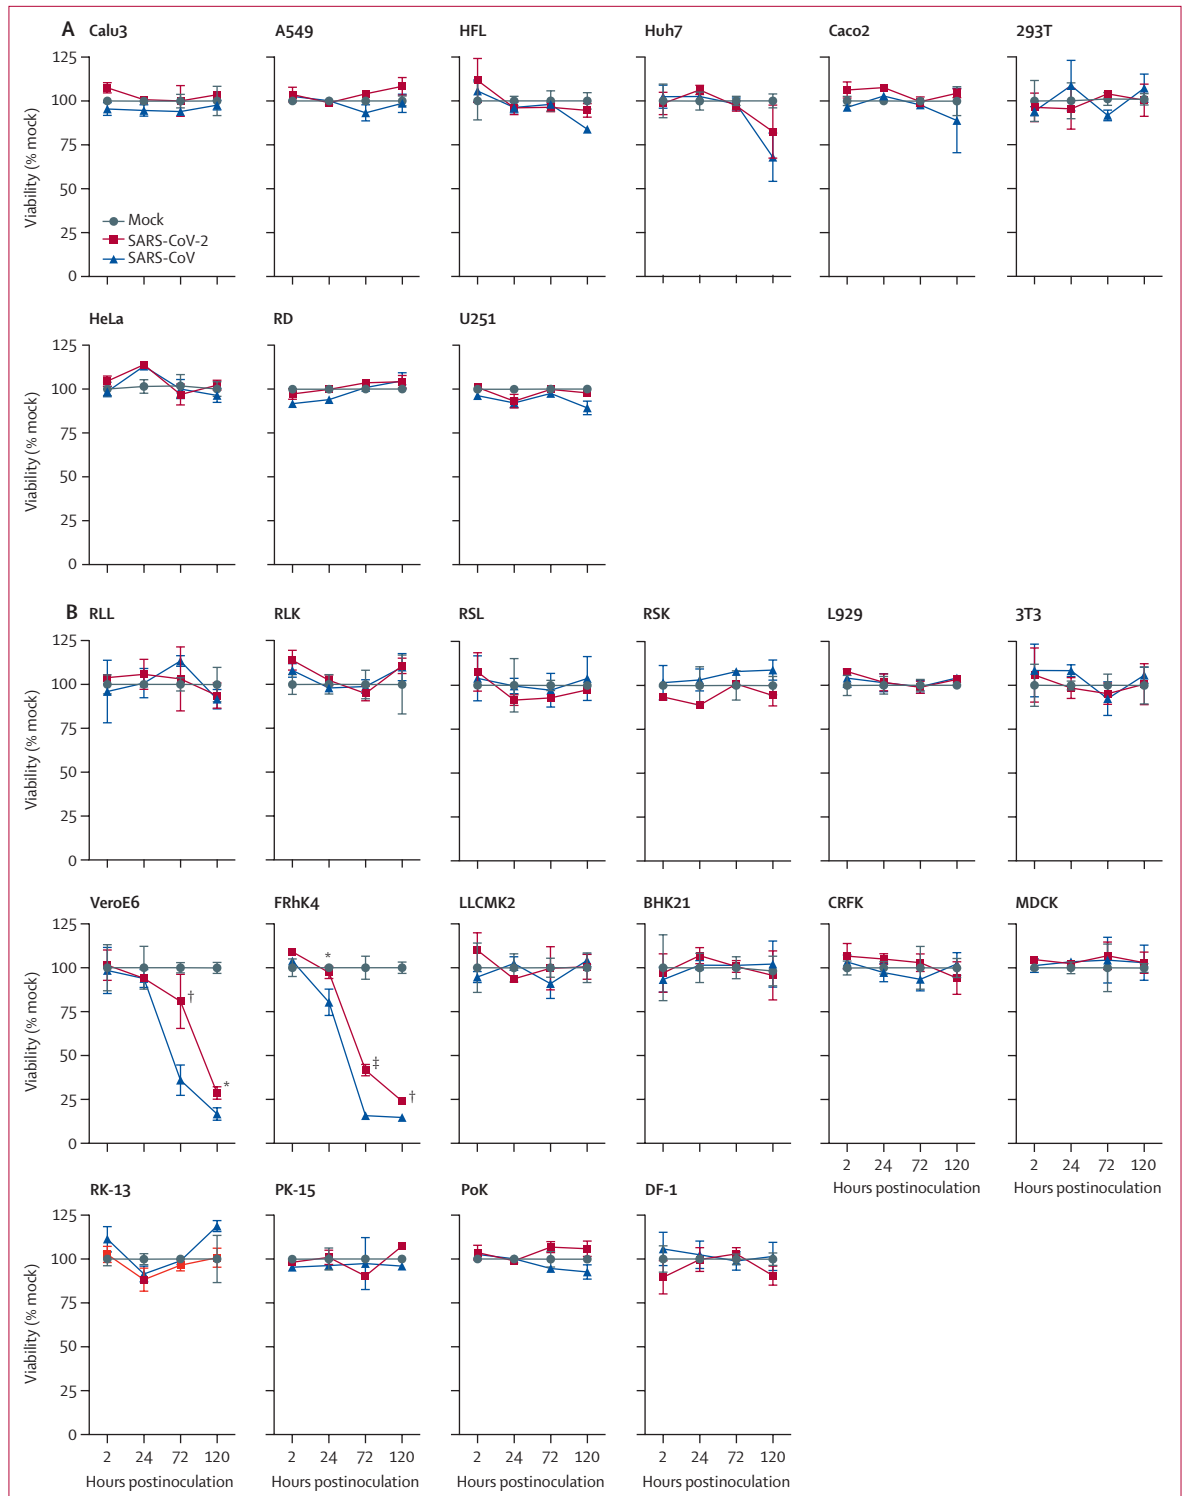 A Calu3 A549 HFL Huh7 Caco2 293T
125
100
75
50
25
0
Viability (% mock)
Mock
SARS-CoV-2
SARS-CoV
HeLa RD U251
125
100
75
50
25
0
Viability (% mock)
B RLL RLK RSL RSK L929 3T3
125
100
75
50
25
0
Viability (% mock)
VeroE6 FRhK4 LLCMK2 BHK21 CRFK MDCK
125
100
75
50
25
0
Viability (% mock)
†
*
*
‡
†
2 24 72 120 2 24 72 120
Hours postinoculation Hours postinoculation
RK-13 PK-15 PoK DF-1
125
100
75
50
25
0
Viability (% mock)
2 24 72 120 2 24 72 120 2 24 72 120 2 24 72 120
Hours postinoculation Hours postinoculation Hours postinoculation Hours postinoculation